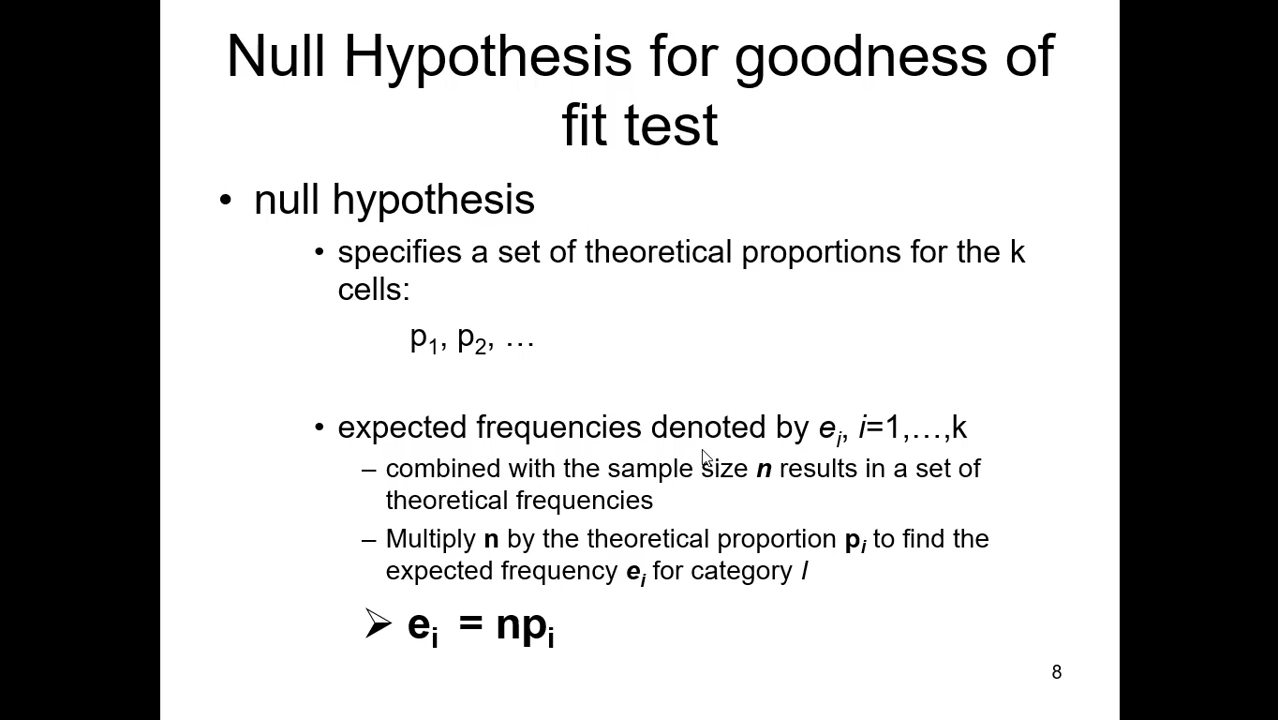 Null Hypothesis for goodness of
fit test
• null hypothesis
• specifies a set of theoretical proportions for the k
cells:
p₁, p₂, …
• expected frequencies denoted by eᵢ, i=1,…,k
– combined with the sample size n results in a set of
theoretical frequencies
– Multiply n by the theoretical proportion pᵢ to find the
expected frequency eᵢ for category I
➢ eᵢ = npᵢ
8